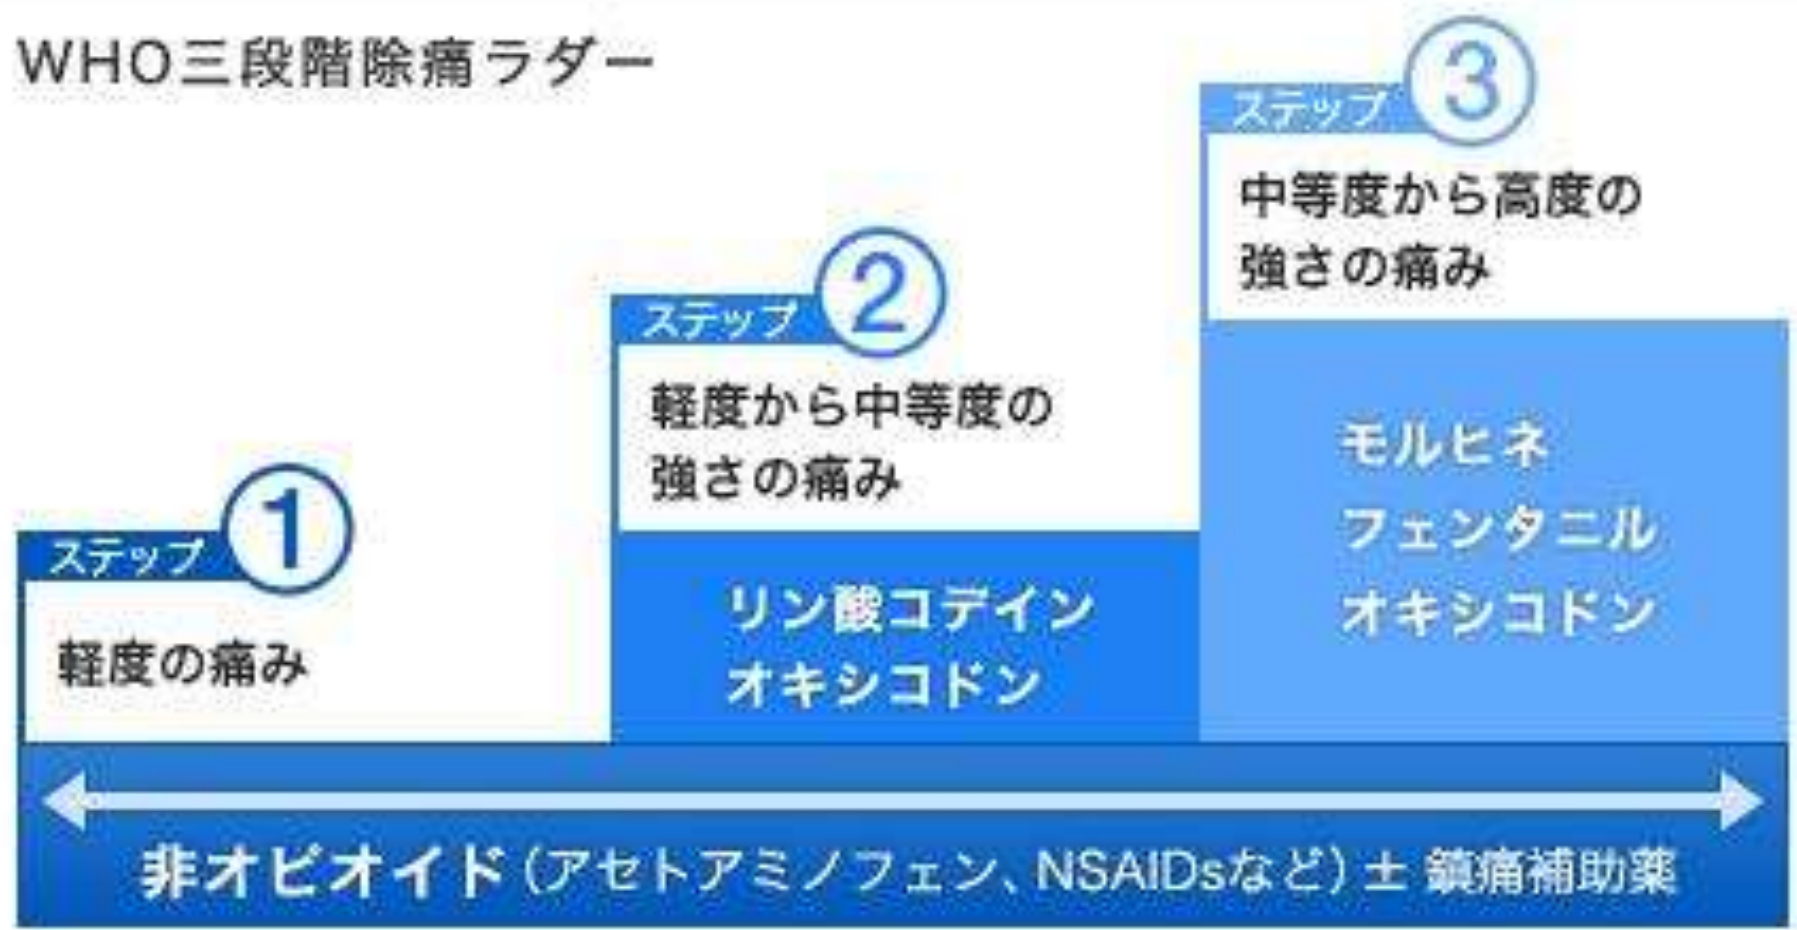 WHO三段階除痛ラダー
ステップ
1
軽度の痛み
ステップ
2
軽度から中等度の
強さの痛み
リン酸コデイン
オキシコドン
ステップ
3
中等度から高度の
強さの痛み
モルヒネ
フェンタニル
オキシコドン
非オピオイド（アセトアミノフェン、NSAIDsなど）± 鎮痛補助薬